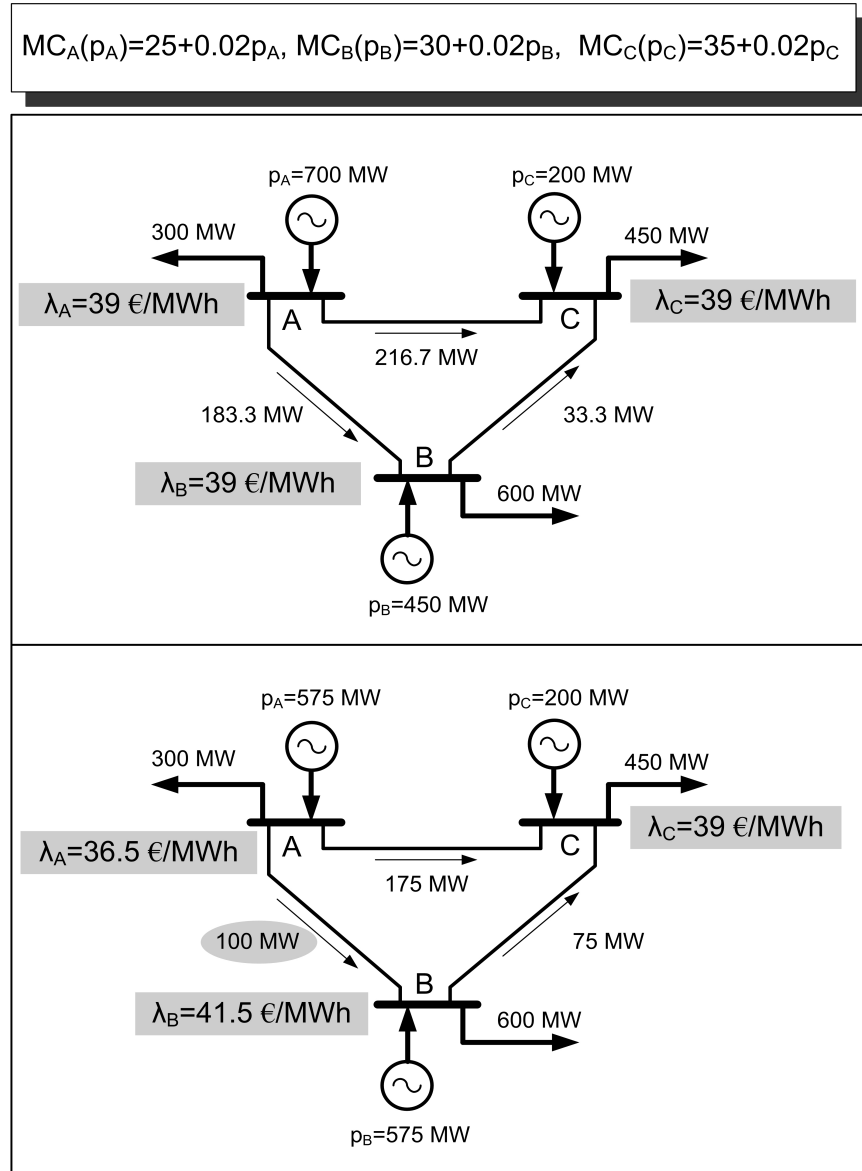 MC_A(p_A)=25+0.02p_A, MC_B(p_B)=30+0.02p_B, MC_C(p_C)=35+0.02p_C
p_A=700 MW
p_C=200 MW
300 MW
450 MW
λ_A=39 €/MWh
A
C
λ_C=39 €/MWh
216.7 MW
183.3 MW
33.3 MW
B
λ_B=39 €/MWh
600 MW
p_B=450 MW
p_A=575 MW
p_C=200 MW
300 MW
450 MW
λ_A=36.5 €/MWh
A
C
λ_C=39 €/MWh
175 MW
100 MW
75 MW
B
λ_B=41.5 €/MWh
600 MW
p_B=575 MW